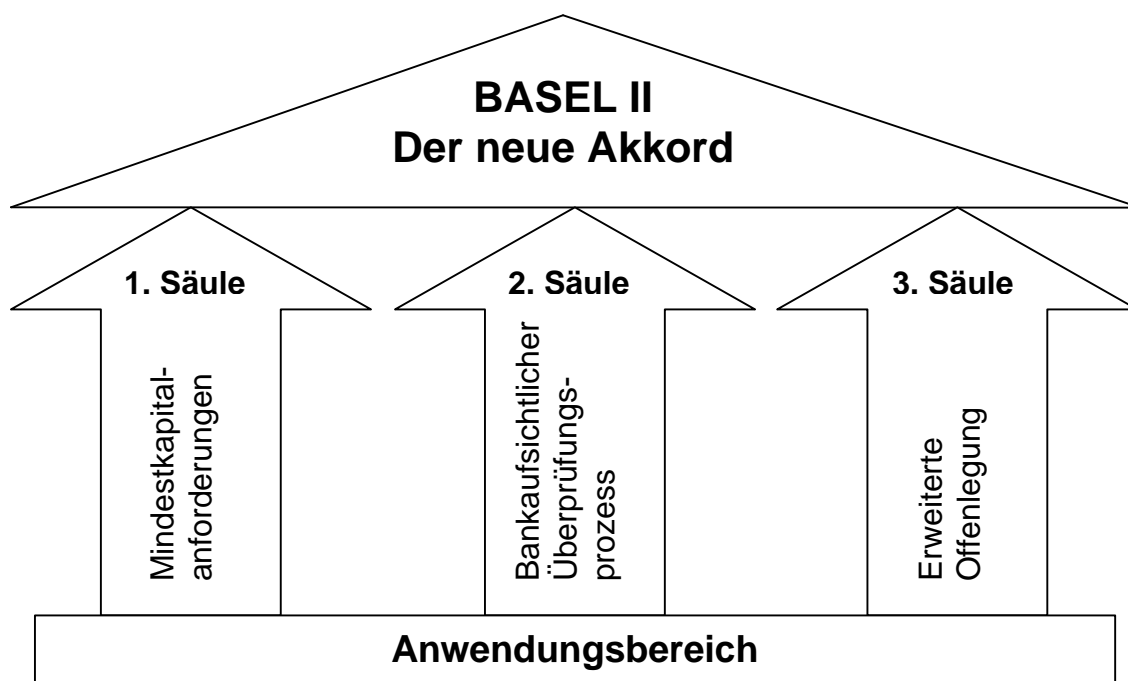 BASEL II
Der neue Akkord
1. Säule
Mindestkapital-
anforderungen
2. Säule
Bankaufsichtlicher
Überprüfungs-
prozess
3. Säule
Erweiterte
Offenlegung
Anwendungsbereich